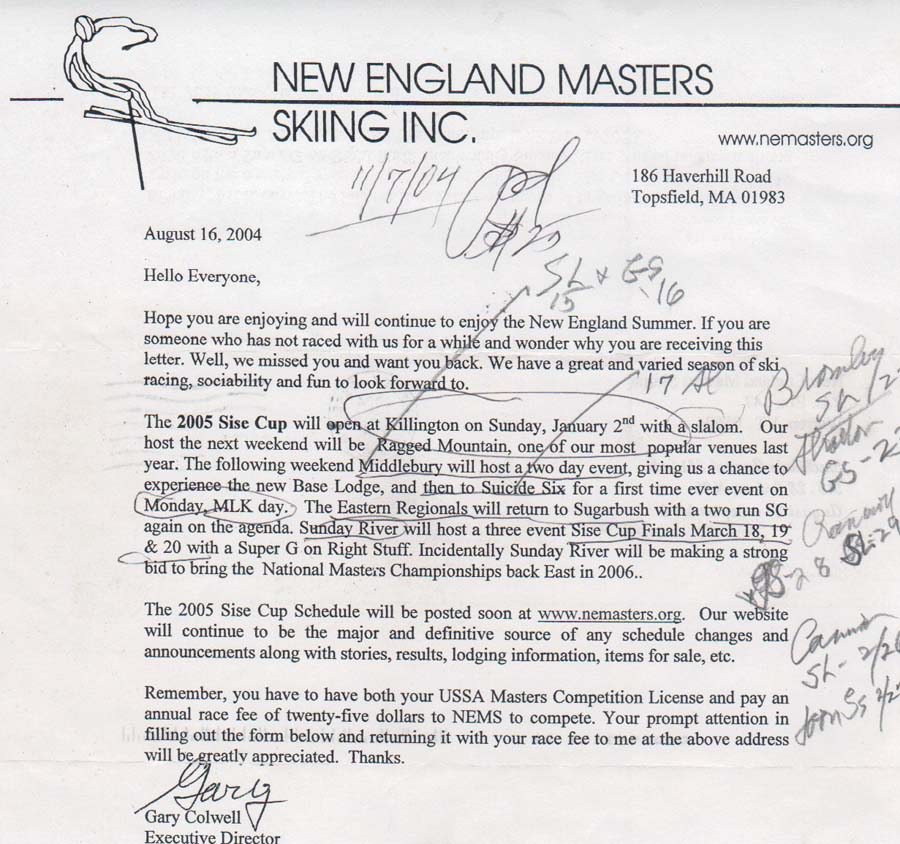 NEW ENGLAND MASTERS
SKIING INC.
www.nemasters.org
186 Haverhill Road
Topsfield, MA 01983
11/7/04 pd
#20
August 16, 2004
SL + GS
15 -16
Hello Everyone,
Hope you are enjoying and will continue to enjoy the New England Summer. If you are
someone who has not raced with us for a while and wonder why you are receiving this
letter. Well, we missed you and want you back. We have a great and varied season of ski
racing, sociability and fun to look forward to.
17 SL
Bromley
The 2005 Sise Cup will open at Killington on Sunday, January 2nd with a slalom. Our
host the next weekend will be Ragged Mountain, one of our most popular venues last
year. The following weekend Middlebury will host a two day event, giving us a chance to
experience the new Base Lodge, and then to Suicide Six for a first time ever event on
Monday, MLK day. The Eastern Regionals will return to Sugarbush with a two run SG
again on the agenda. Sunday River will host a three event Sise Cup Finals March 18, 19
& 20 with a Super G on Right Stuff. Incidentally Sunday River will be making a strong
bid to bring the National Masters Championships back East in 2006..
GS-28 SL-29
The 2005 Sise Cup Schedule will be posted soon at www.nemasters.org. Our website
will continue to be the major and definitive source of any schedule changes and
announcements along with stories, results, lodging information, items for sale, etc.
Cannon
SL-
Remember, you have to have both your USSA Masters Competition License and pay an
annual race fee of twenty-five dollars to NEMS to compete. Your prompt attention in
filling out the form below and returning it with your race fee to me at the above address
will be greatly appreciated. Thanks.
Gary
Gary Colwell
Executive Director